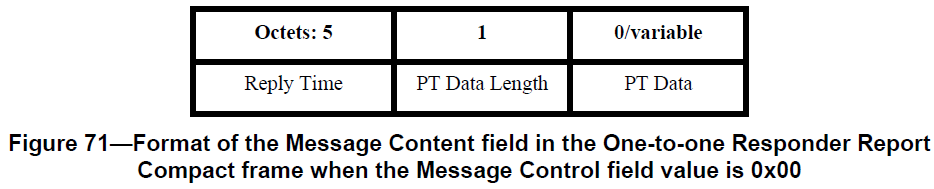 Octets: 5 1 0/variable
Reply Time PT Data Length PT Data
Figure 71—Format of the Message Content field in the One-to-one Responder Report
Compact frame when the Message Control field value is 0x00